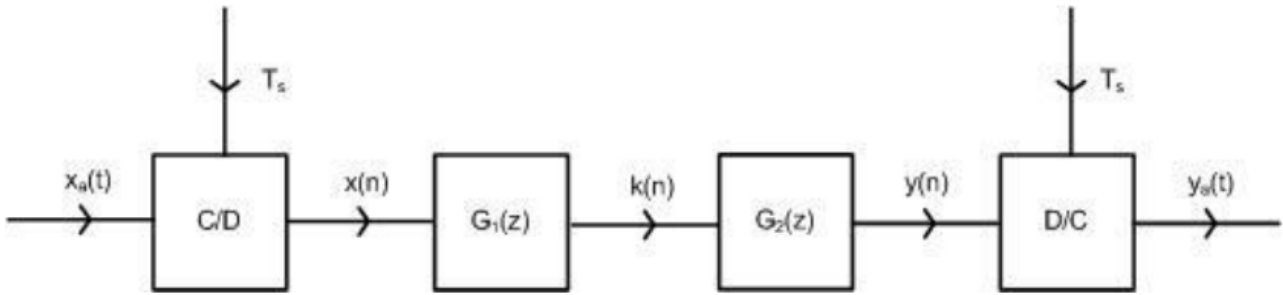 Tₛ
Tₛ
xₐ(t)
C/D
x(n)
G₁(z)
k(n)
G₂(z)
y(n)
D/C
yₐ(t)